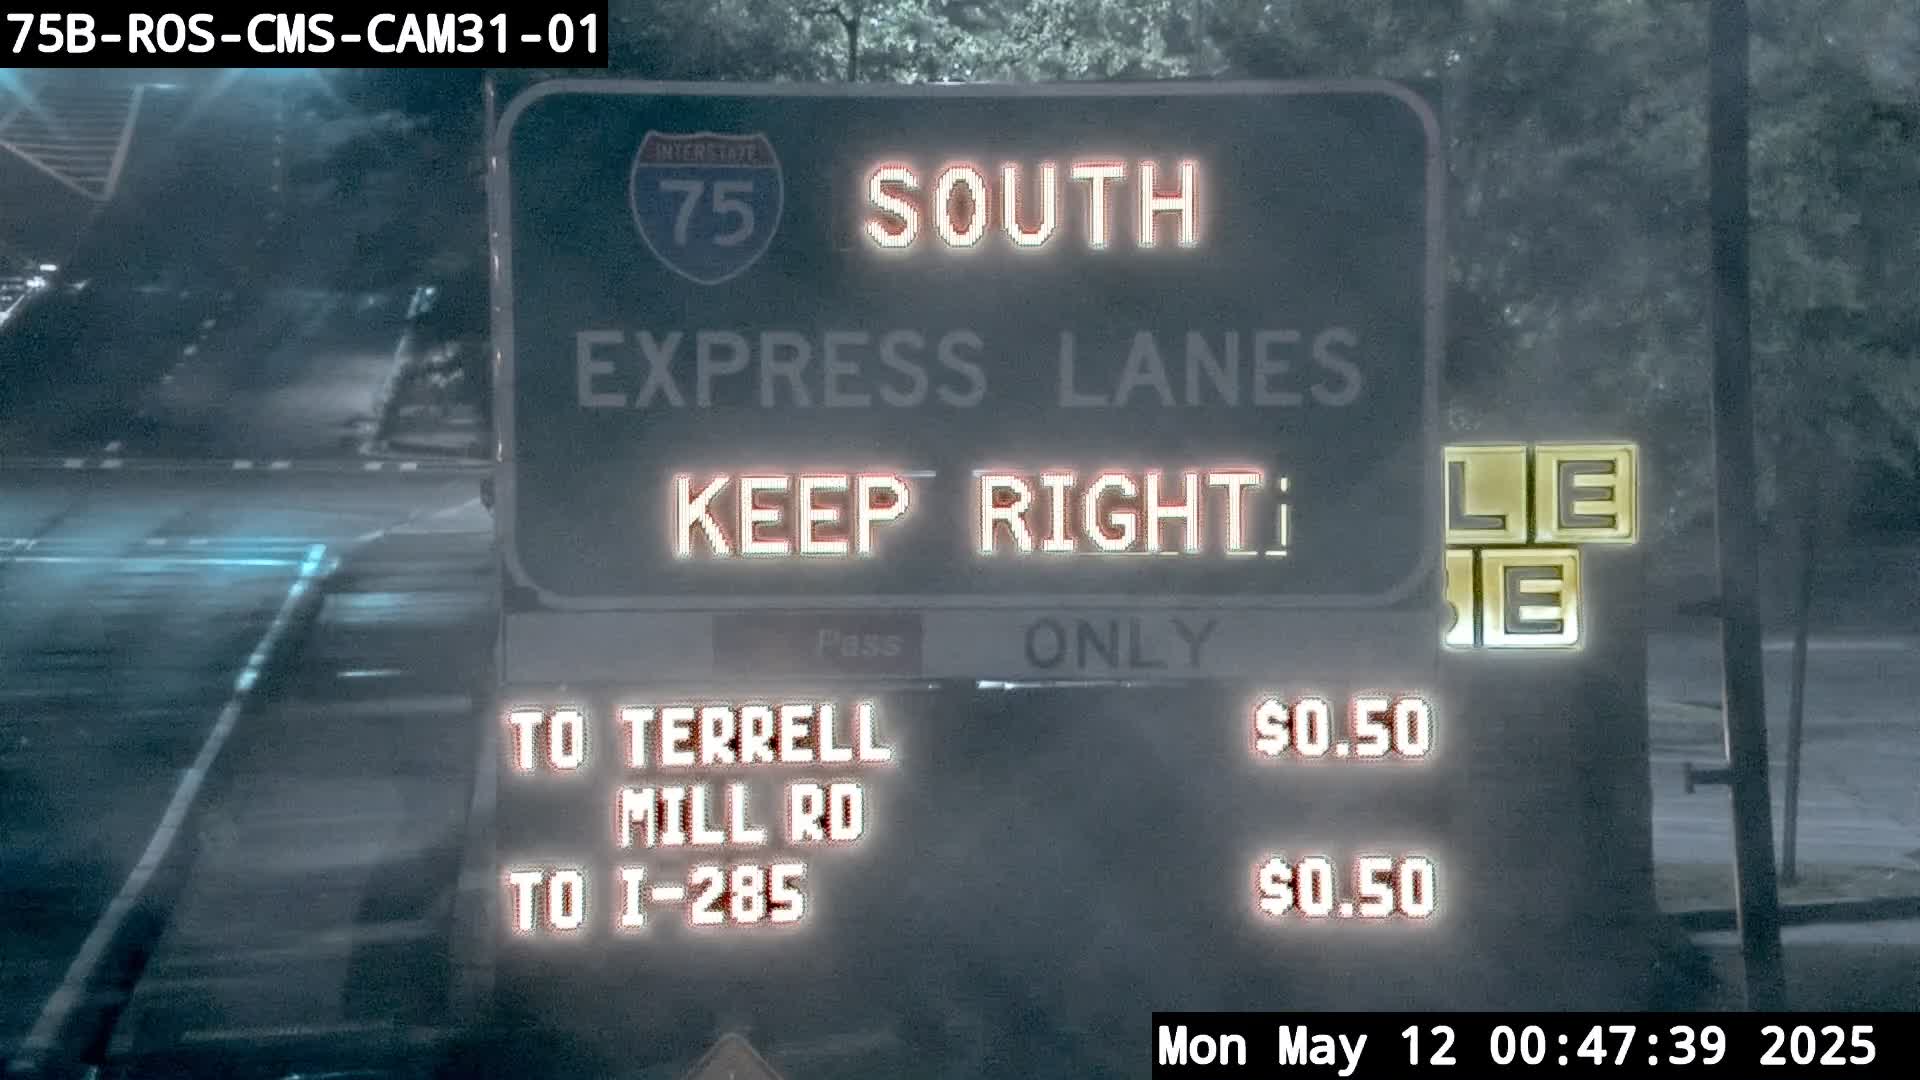 75B-ROS-CMS-CAM31-01
INTERSTATE
75
SOUTH
EXPRESS LANES
KEEP RIGHT
LE
E
Pass ONLY
TO TERRELL $0.50
MILL RD
TO I-285 $0.50
Mon May 12 00:47:39 2025